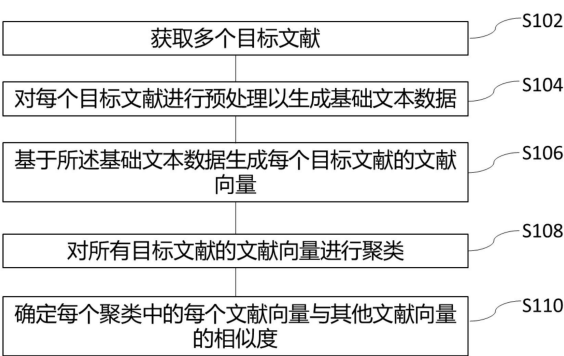 获取多个目标文献
S102
对每个目标文献进行预处理以生成基础文本数据
S104
基于所述基础文本数据生成每个目标文献的文献
向量
S106
对所有目标文献的文献向量进行聚类
S108
确定每个聚类中的每个文献向量与其他文献向量
的相似度
S110